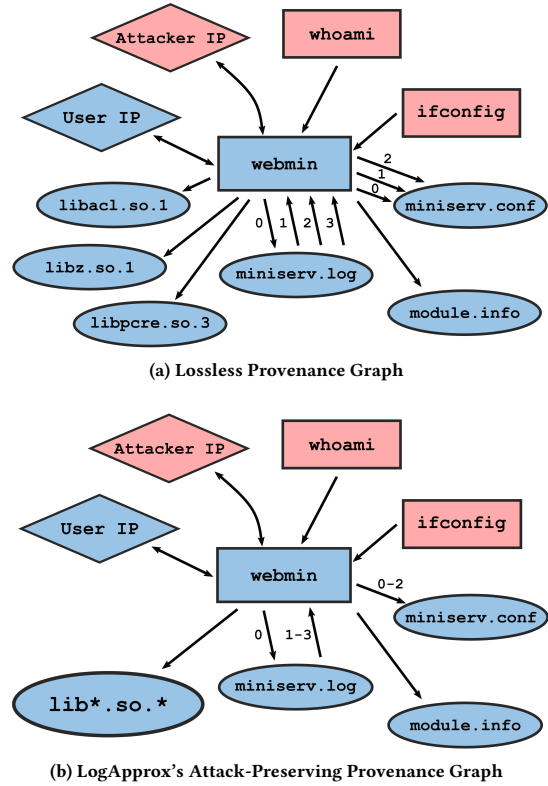 Attacker IP
whoami
User IP
ifconfig
webmin
2
1
0
libacl.so.1
miniserv.conf
0
1
2
3
libz.so.1
miniserv.log
libpcre.so.3
module.info
(a) Lossless Provenance Graph
Attacker IP
whoami
User IP
ifconfig
webmin
0-2
miniserv.conf
0
1-3
lib*.so.*
miniserv.log
module.info
(b) LogApprox's Attack-Preserving Provenance Graph